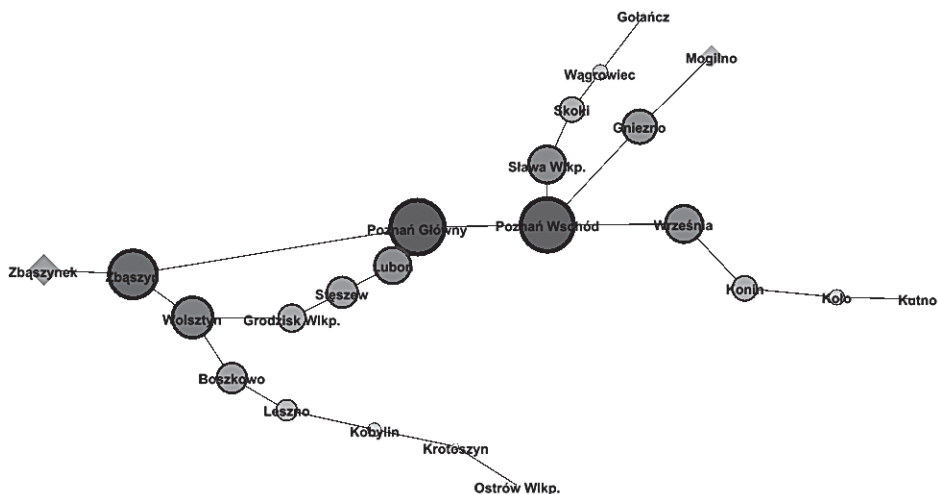 Gołańcz
Mogilno
Wągrowiec
Skoki
Gniezno
Sława Wlkp.
Poznań Główny
Poznań Wschód
Września
Luboń
Zbąszynek
Zbąszyń
Stęszew
Konin
Koło
Kutno
Wolsztyn
Grodzisk Wlkp.
Boszkowo
Leszno
Kobylin
Krotoszyn
Ostrów Wlkp.